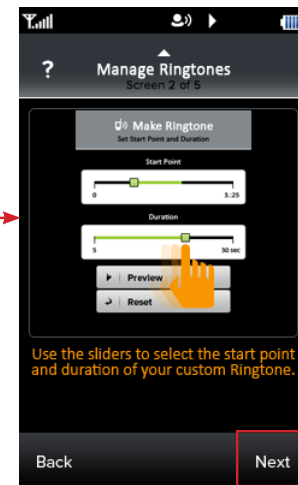 ?
Manage Ringtones
Screen 2 of 5
Make Ringtone
Set Start Point and Duration
Start Point
0 3:25
Duration
5 30 sec
Preview
Reset
Use the sliders to select the start point
and duration of your custom Ringtone.
Back Next